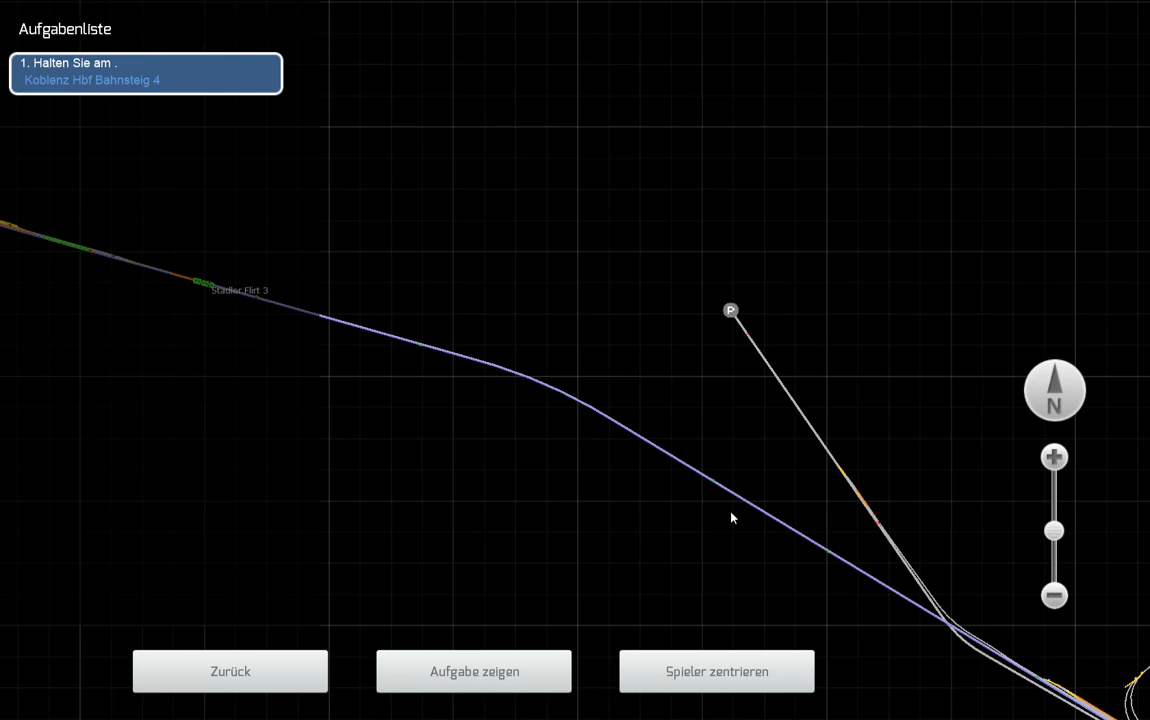 Aufgabenliste
1. Halten Sie am .
Koblenz Hbf Bahnsteig 4
Stadler Flirt 3
P
N
Zurück
Aufgabe zeigen
Spieler zentrieren